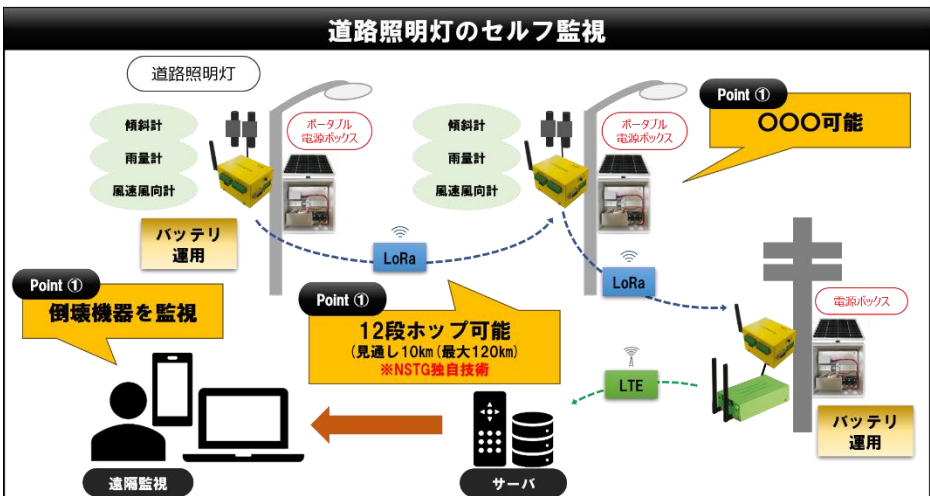 道路照明灯のセルフ監視
道路照明灯
傾斜計
雨量計
風速風向計
ポータブル
電源ボックス
バッテリ
運用
LoRa
傾斜計
雨量計
風速風向計
ポータブル
電源ボックス
Point ①
〇〇〇可能
LoRa
Point ①
倒壊機器を監視
Point ①
12段ホップ可能
(見通し10km(最大120km)
※NSTG独自技術
電源ボックス
LTE
バッテリ
運用
遠隔監視
サーバ